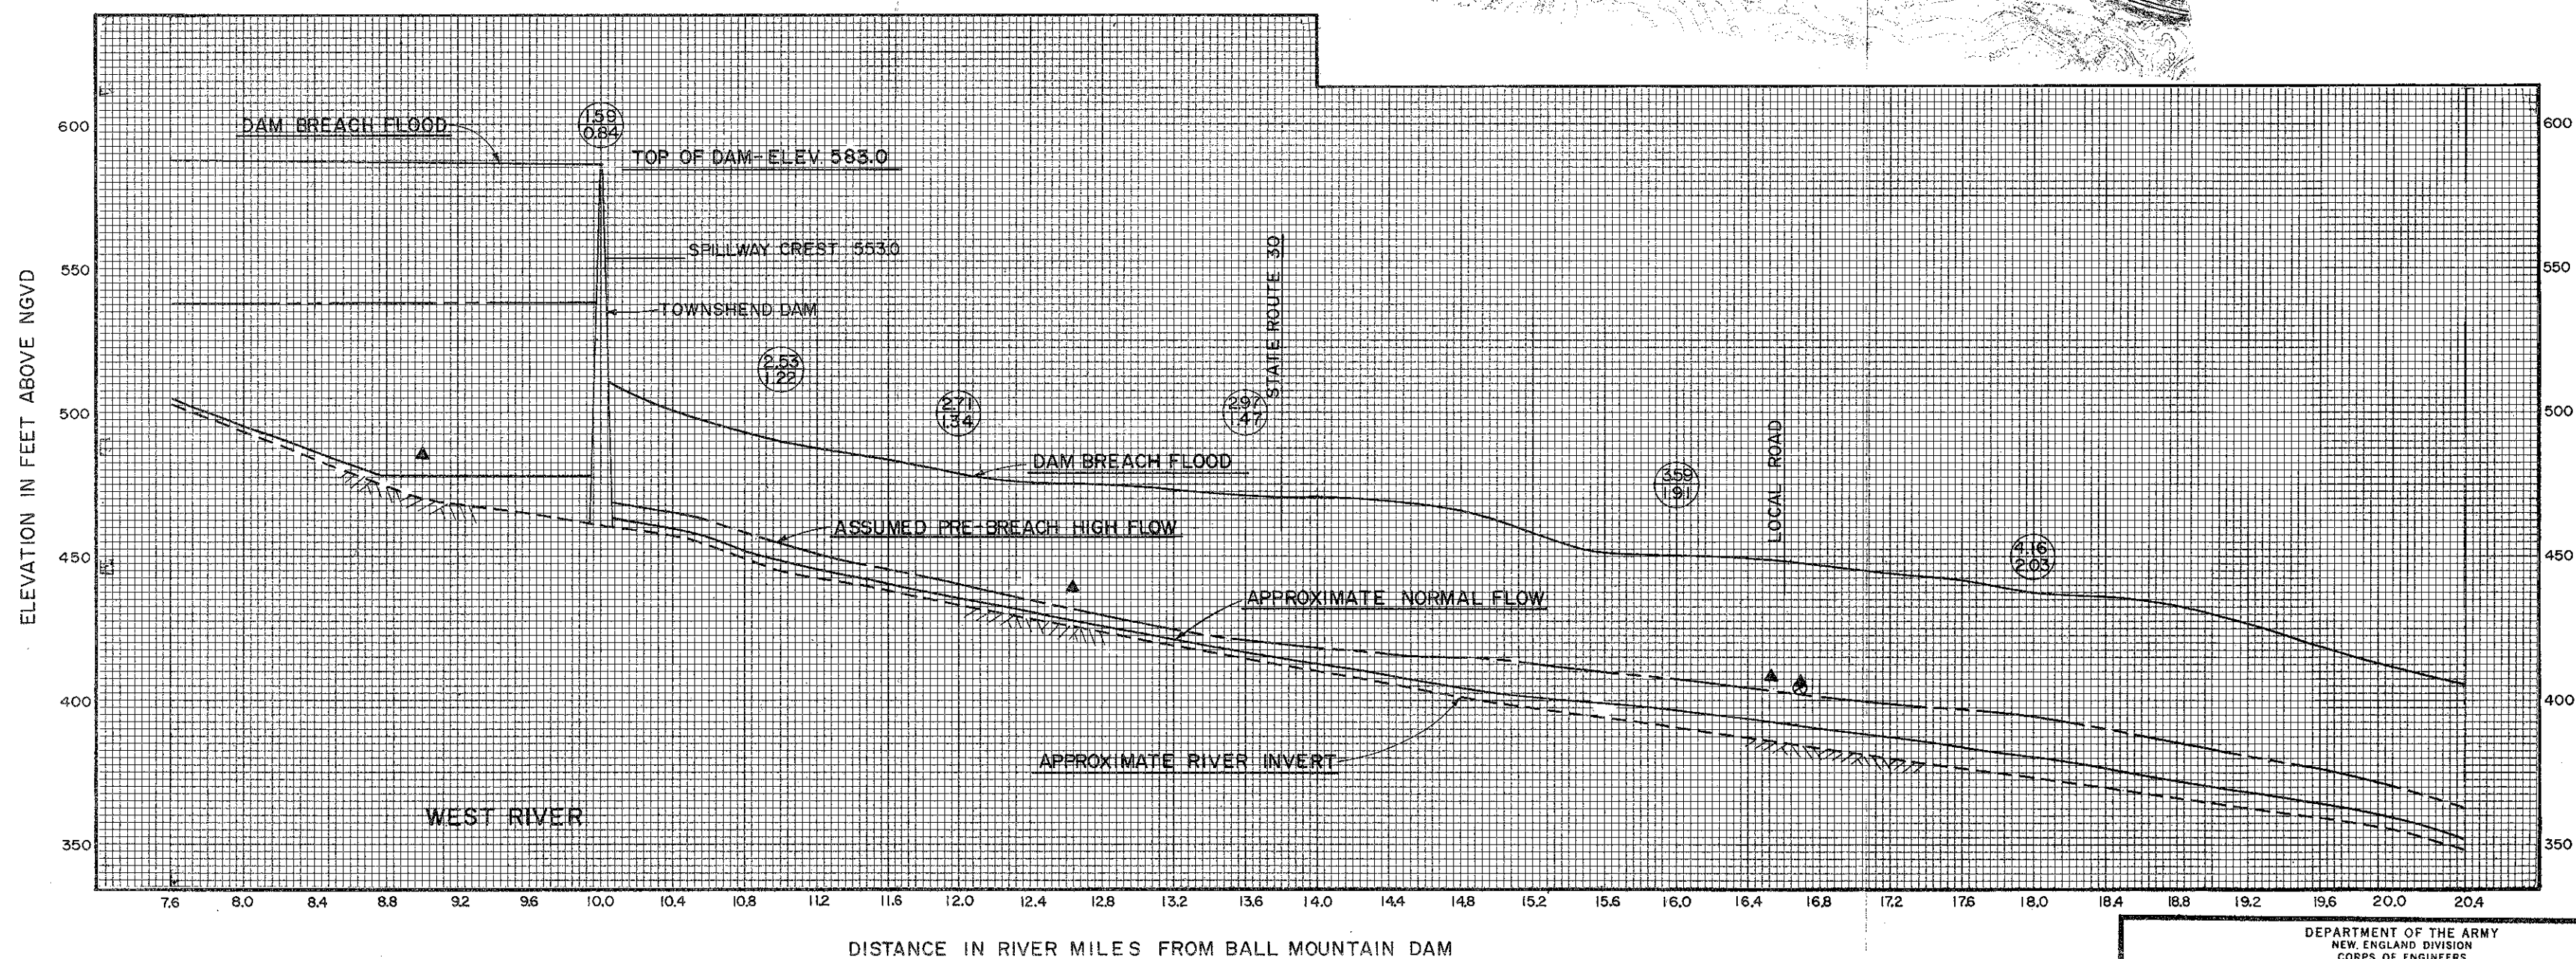 600
550
500
450
400
350
ELEVATION IN FEET ABOVE NGVD
DAM BREACH FLOOD
1.59
0.84
TOP OF DAM-ELEV. 583.0
SPILLWAY CREST 553.0
TOWNSHEND DAM
2.53
1.22
2.71
1.34
2.97
1.47
STATE ROUTE 30
DAM BREACH FLOOD
3.59
1.91
LOCAL ROAD
ASSUMED PRE-BREACH HIGH FLOW
4.16
2.03
APPROXIMATE NORMAL FLOW
APPROXIMATE RIVER INVERT
WEST RIVER
600
550
500
450
400
350
7.6 8.0 8.4 8.8 9.2 9.6 10.0 10.4 10.8 11.2 11.6 12.0 12.4 12.8 13.2 13.6 14.0 14.4 14.8 15.2 15.6 16.0 16.4 16.8 17.2 17.6 18.0 18.4 18.8 19.2 19.6 20.0 20.4
DISTANCE IN RIVER MILES FROM BALL MOUNTAIN DAM
DEPARTMENT OF THE ARMY
NEW ENGLAND DIVISION
CORPS OF ENGINEERS